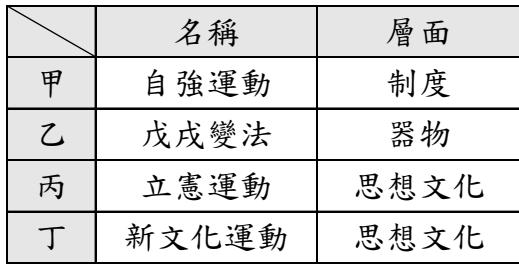 名稱 層面
甲 自強運動 制度
乙 戊戌變法 器物
丙 立憲運動 思想文化
丁 新文化運動 思想文化